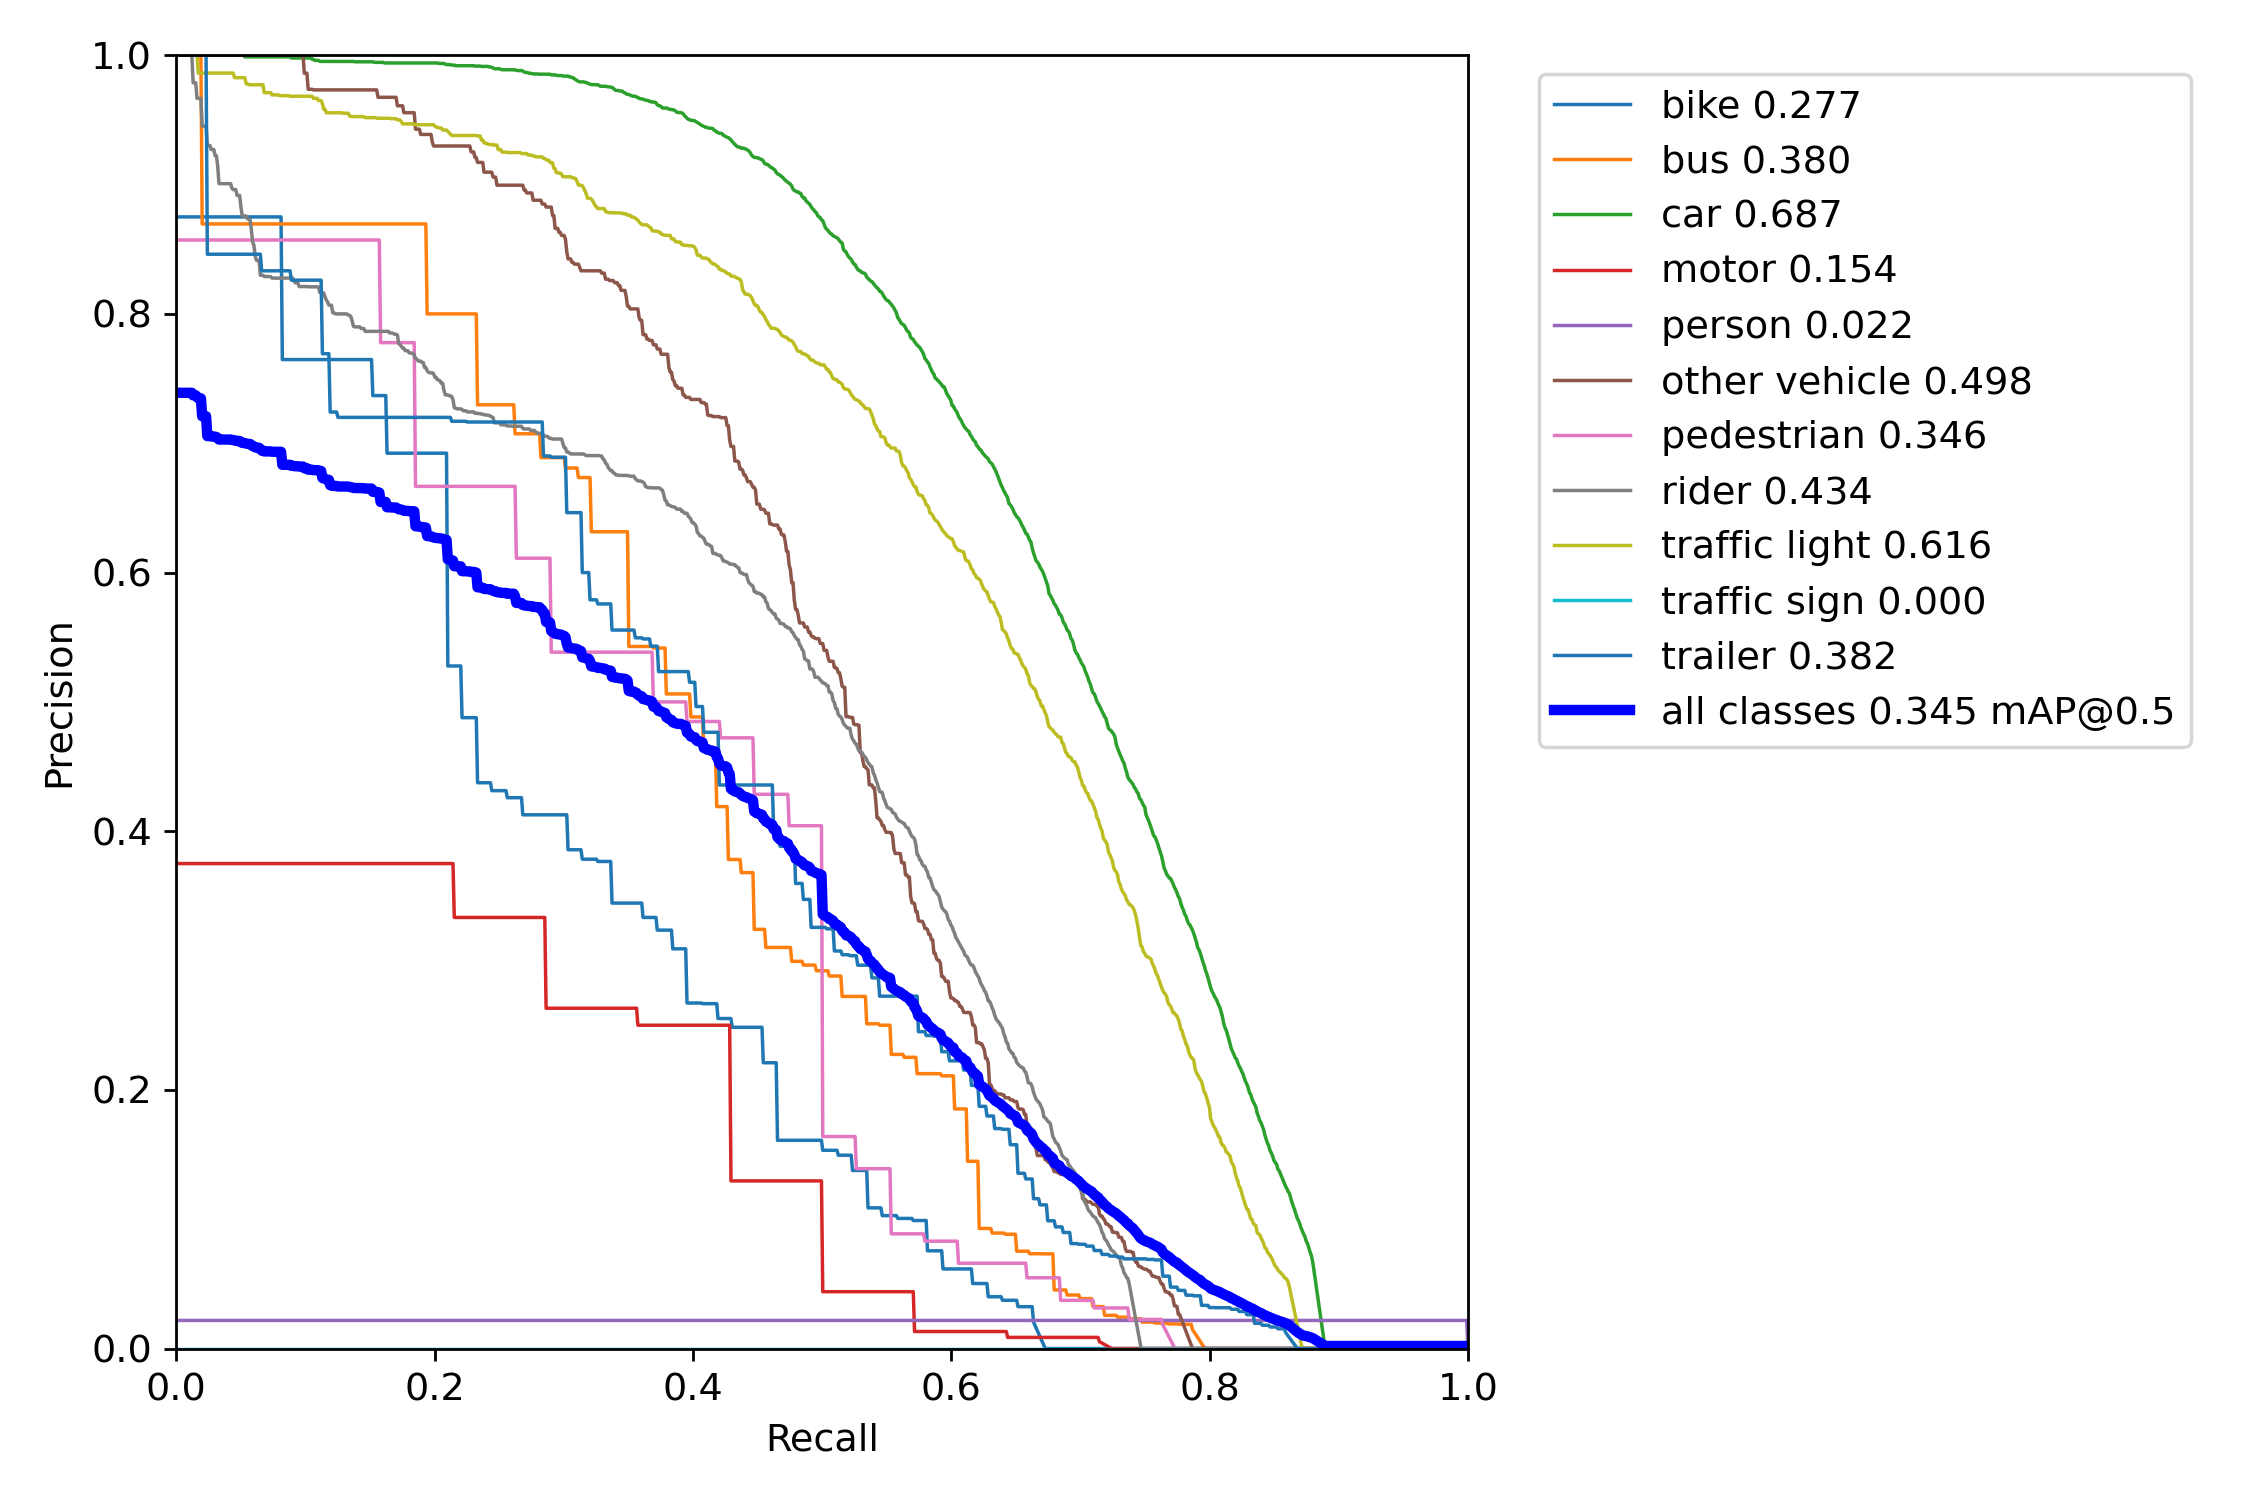 1.0
0.8
0.6
0.4
0.2
0.0
Precision
0.0 0.2 0.4 0.6 0.8 1.0
Recall
bike 0.277
bus 0.380
car 0.687
motor 0.154
person 0.022
other vehicle 0.498
pedestrian 0.346
rider 0.434
traffic light 0.616
traffic sign 0.000
trailer 0.382
all classes 0.345 mAP@0.5